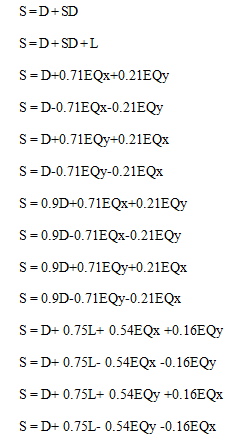 S=D+SD
S=D+SD+L
S = D+0.71EQx+0.21EQy
S = D-0.71EQx-0.21EQy
S = D+0.71EQy+0.21EQx
S = D-0.71EQy-0.21EQx
S = 0.9D+0.71EQx+0.21EQy
S = 0.9D-0.71EQx-0.21EQy
S = 0.9D+0.71EQy+0.21EQx
S = 0.9D-0.71EQy-0.21EQx
S = D+ 0.75L+ 0.54EQx +0.16EQy
S = D+ 0.75L- 0.54EQx -0.16EQy
S = D+ 0.75L+ 0.54EQy +0.16EQx
S = D+ 0.75L- 0.54EQy -0.16EQx